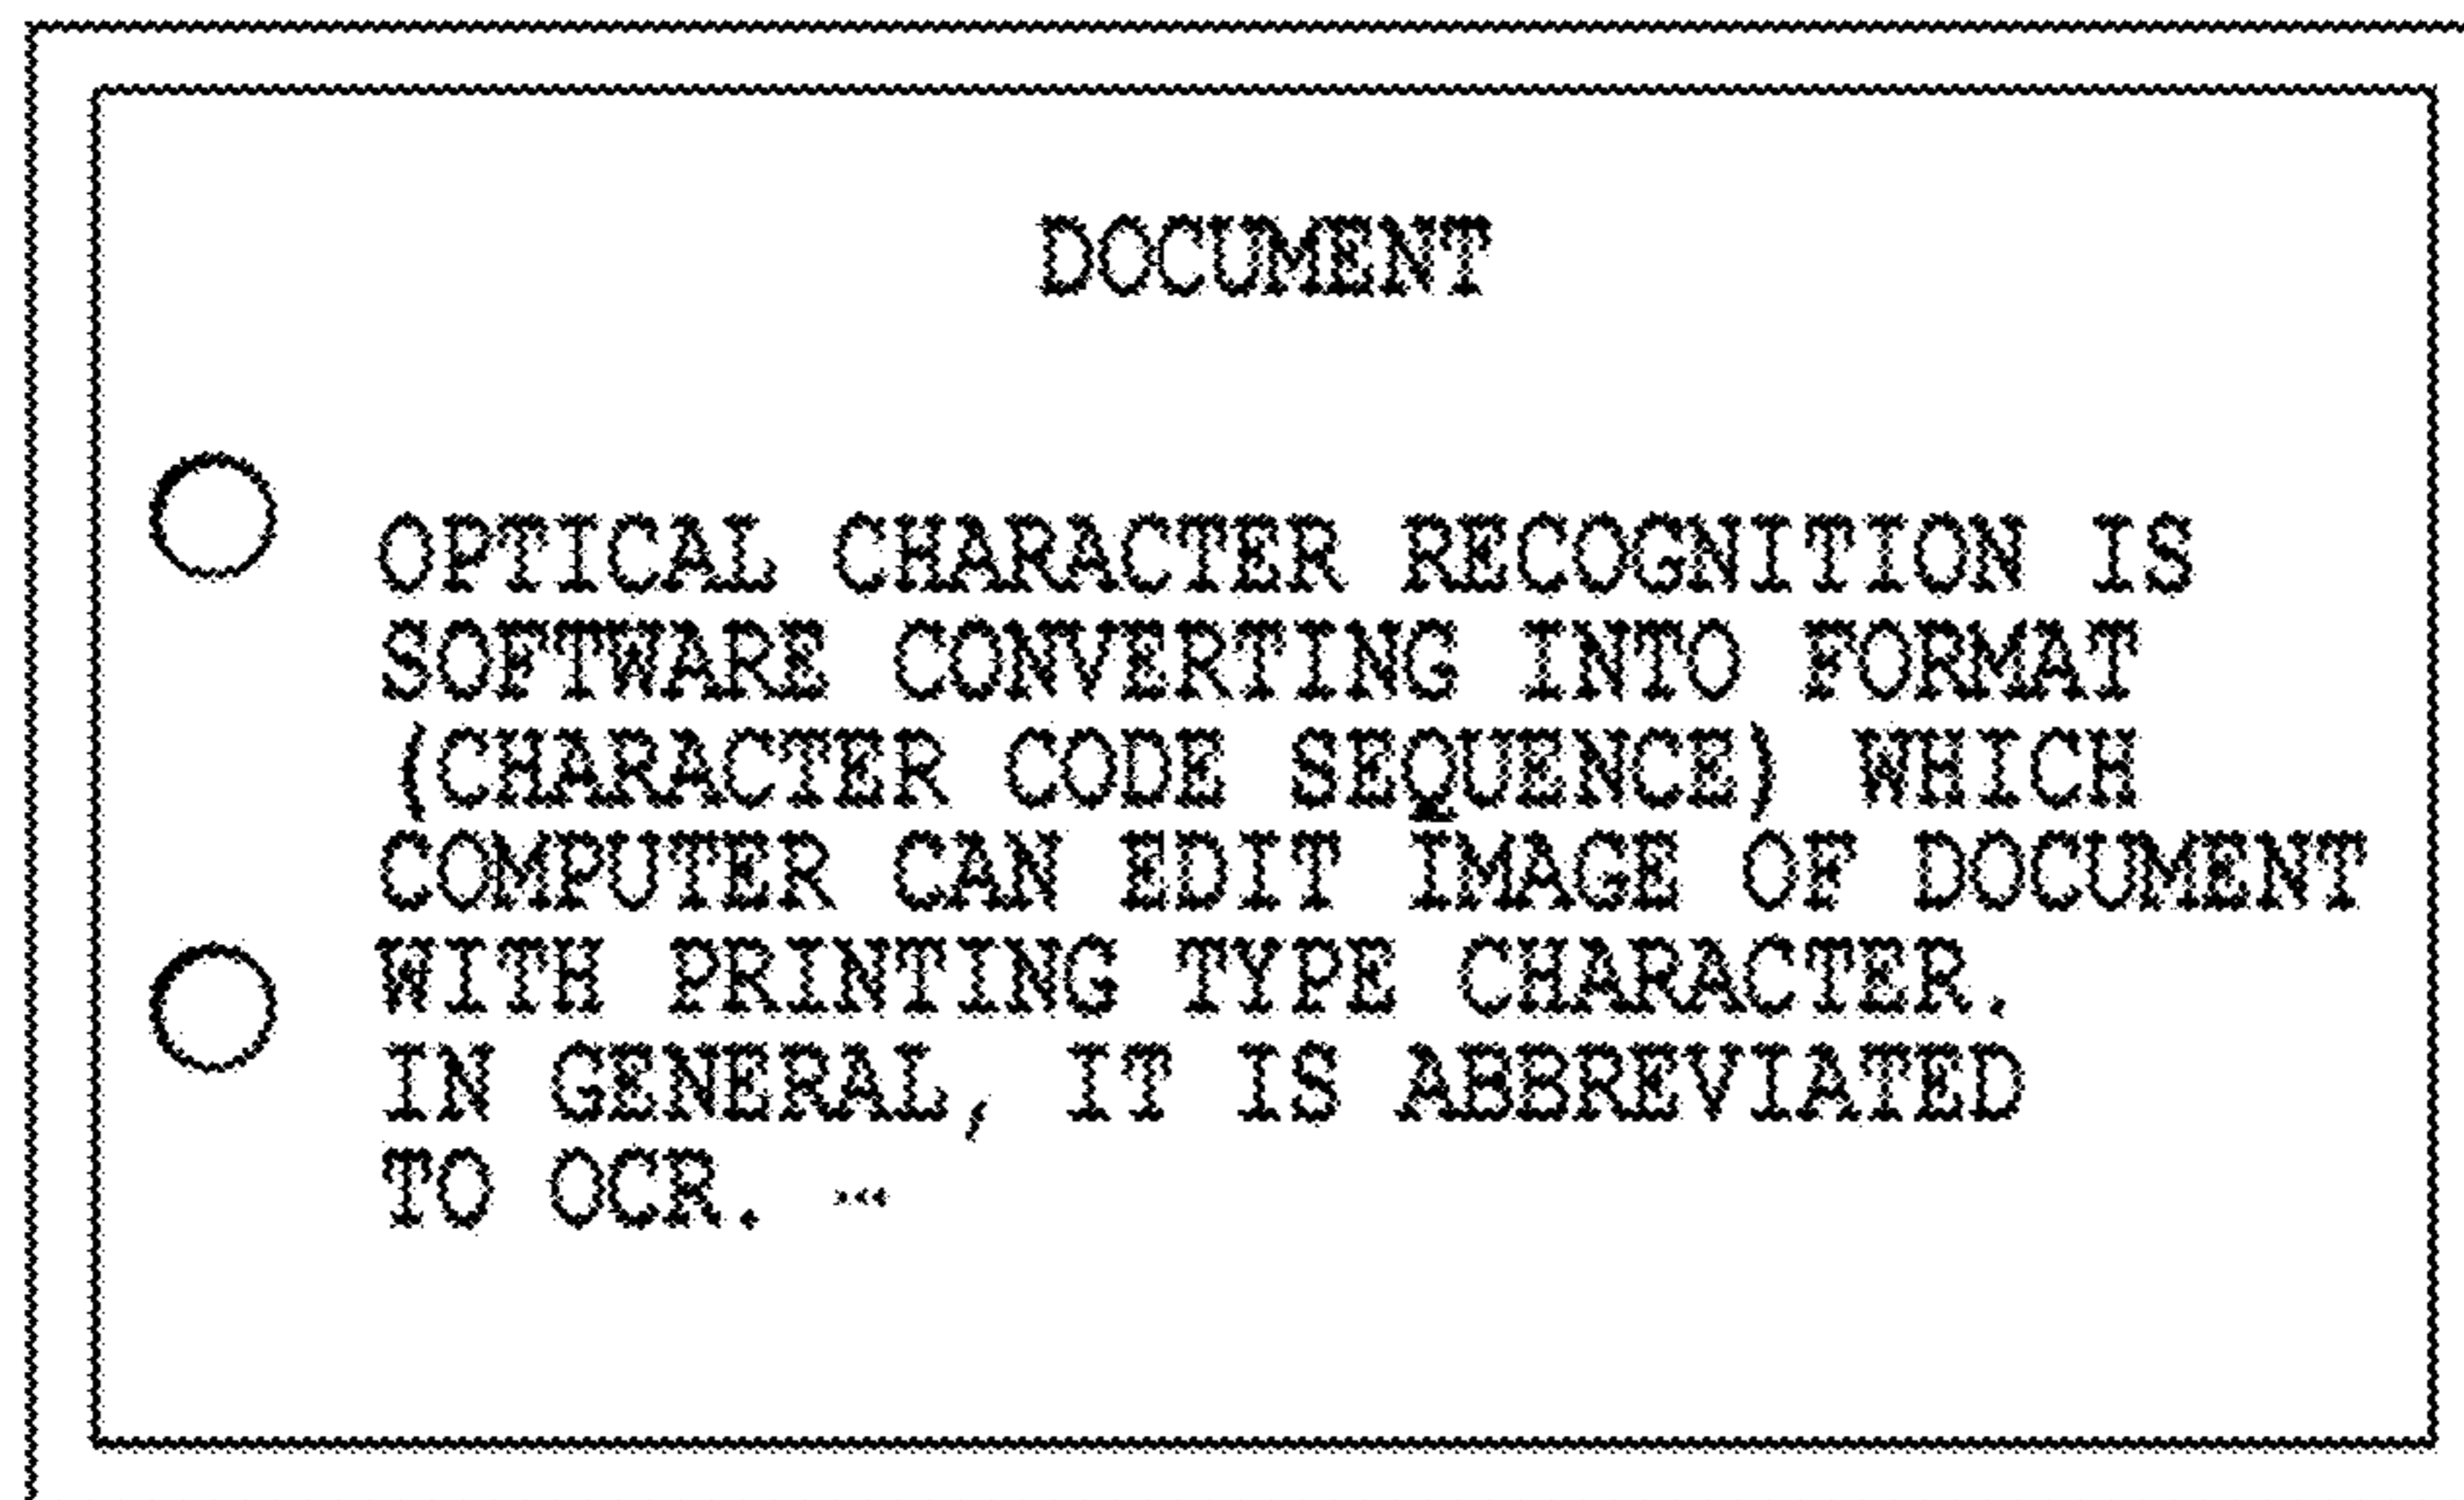 DOCUMENT
OPTICAL CHARACTER RECOGNITION IS
SOFTWARE CONVERTING INTO FORMAT
(CHARACTER CODE SEQUENCE) WHICH
COMPUTER CAN EDIT IMAGE OF DOCUMENT
WITH PRINTING TYPE CHARACTER.
IN GENERAL, IT IS ABBREVIATED
TO OCR. …